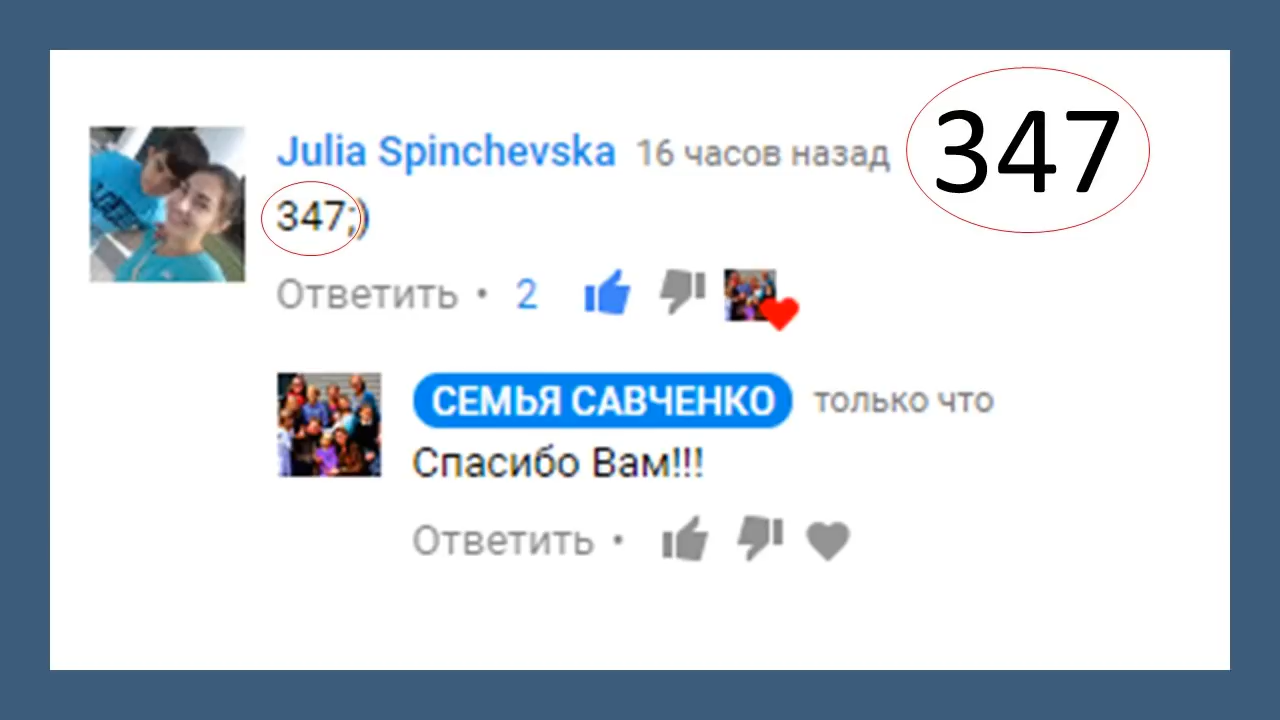 Julia Spinchevska 16 часов назад
347
347;)
Ответить • 2
СЕМЬЯ САВЧЕНКО только что
Спасибо Вам!!!
Ответить •